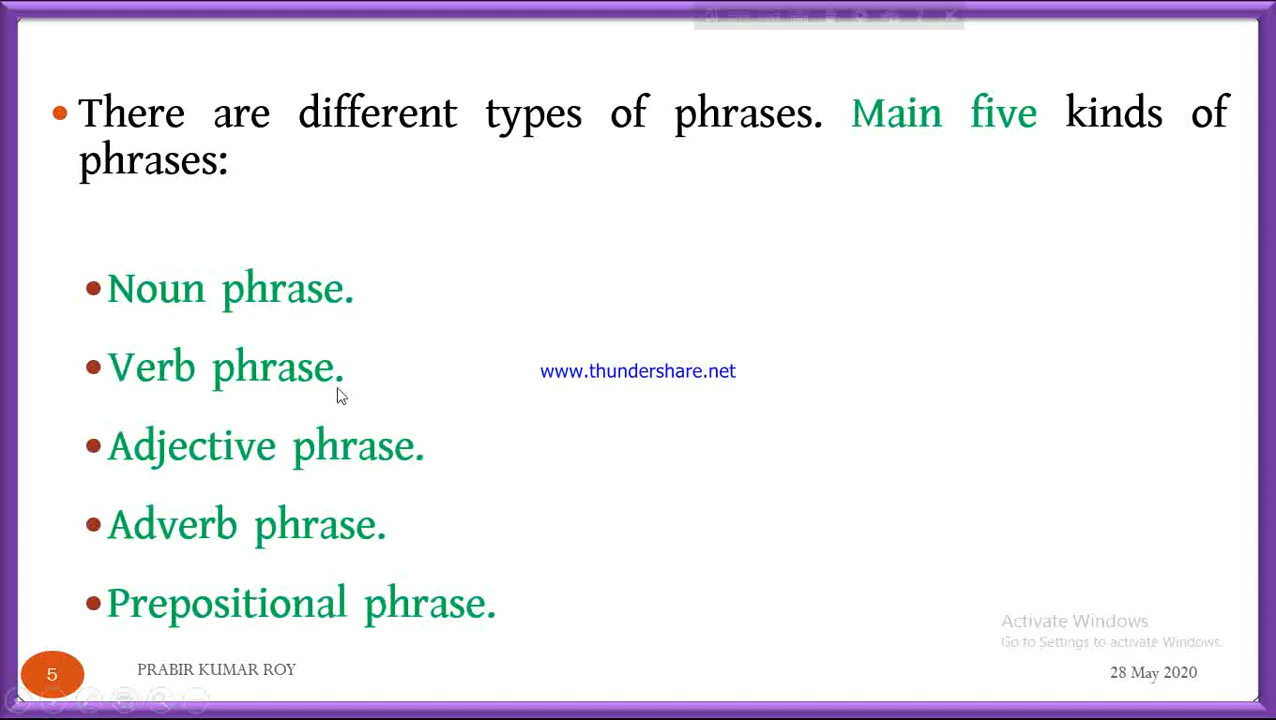 • There are different types of phrases. Main five kinds of
phrases:
• Noun phrase.
• Verb phrase.
www.thundershare.net
• Adjective phrase.
• Adverb phrase.
• Prepositional phrase.
Activate Windows
Go to Settings to activate Windows.
5
PRABIR KUMAR ROY
28 May 2020